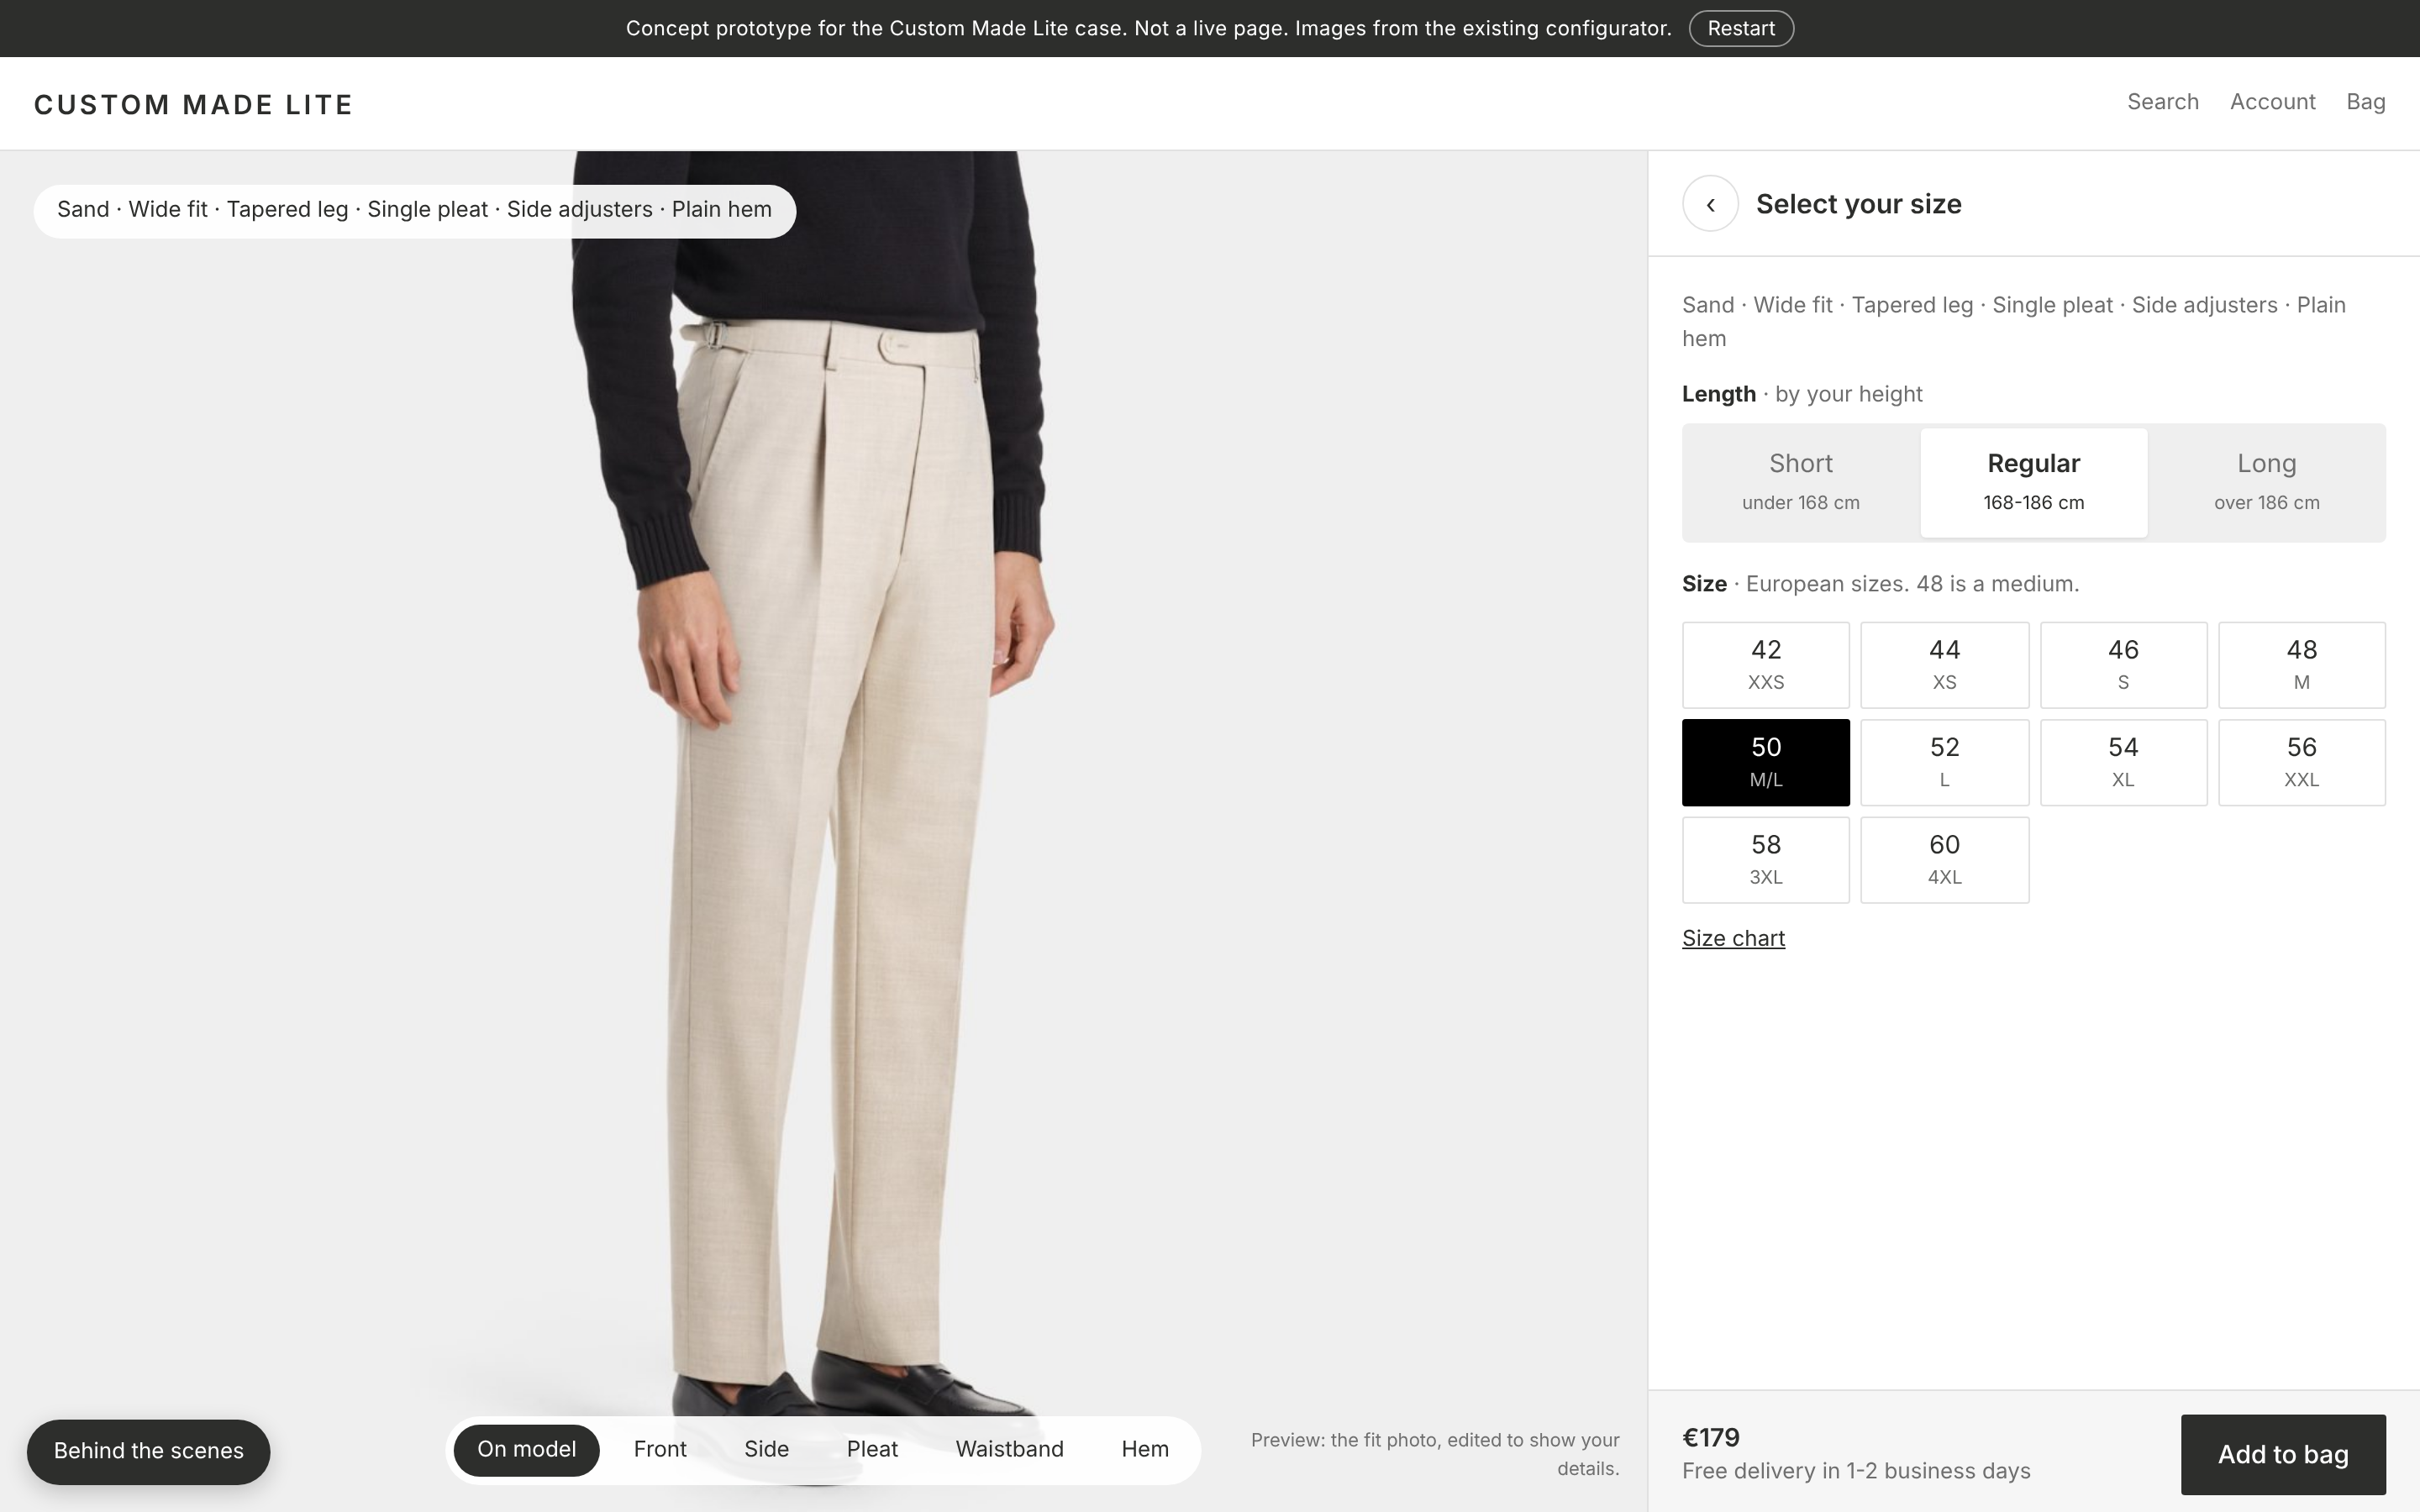 Concept prototype for the Custom Made Lite case. Not a live page. Images from the existing configurator. Restart
CUSTOM MADE LITE
Search Account Bag
Sand · Wide fit · Tapered leg · Single pleat · Side adjusters · Plain hem
‹ Select your size
Sand · Wide fit · Tapered leg · Single pleat · Side adjusters · Plain
hem
Length · by your height
Short Regular Long
under 168 cm 168-186 cm over 186 cm
Size · European sizes. 48 is a medium.
42 44 46 48
XXS XS S M
50 52 54 56
M/L L XL XXL
58 60
3XL 4XL
Size chart
Behind the scenes
On model Front Side Pleat Waistband Hem
Preview: the fit photo, edited to show your
details.
€179
Free delivery in 1-2 business days
Add to bag